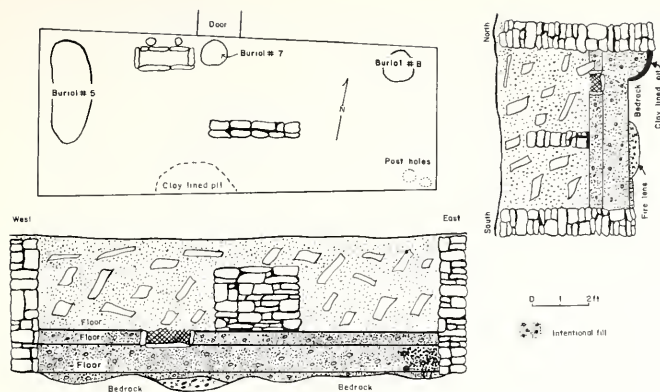 Door
Burial # 7
Burial # 8
Burial # 5
N
Clay lined pit
Post holes
North
South
Bedrock
Clay lined pit
Fire lens
West
East
Floor
Floor
Floor
Bedrock
Bedrock
0 1 2 ft
Intentional fill